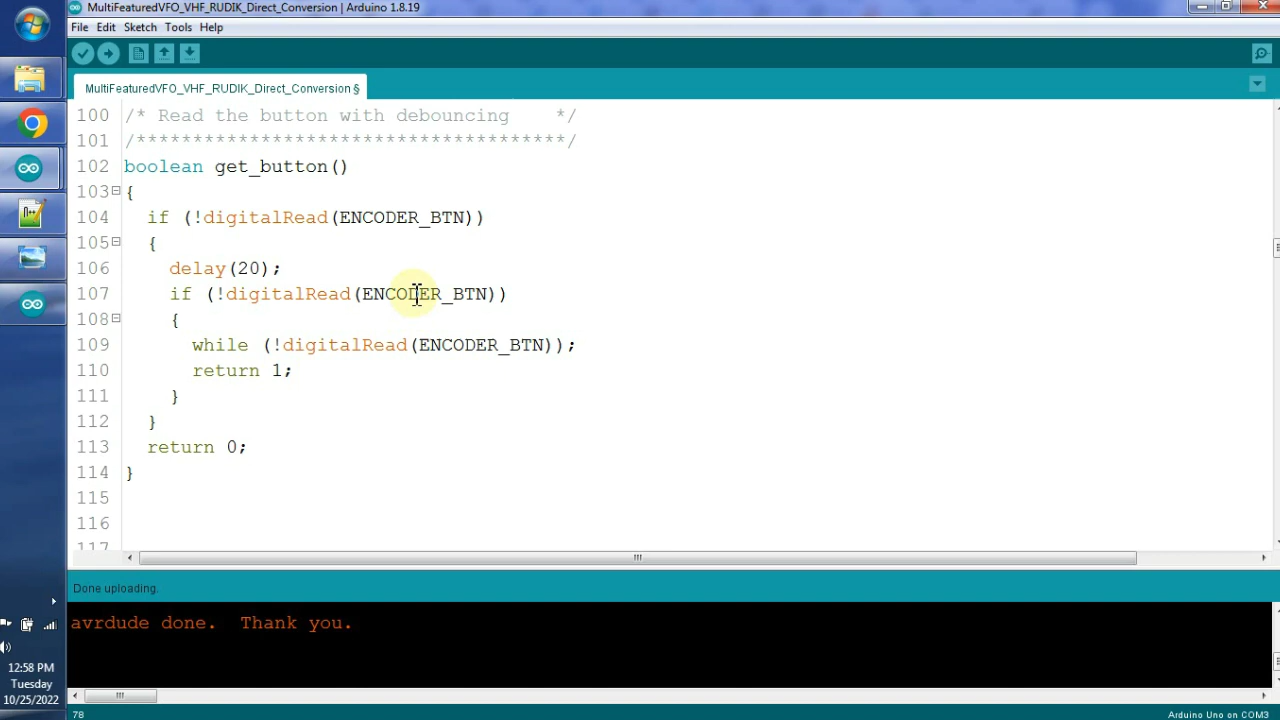 MultiFeaturedVFO_VHF_RUDIK_Direct_Conversion | Arduino 1.8.19
File Edit Sketch Tools Help
MultiFeaturedVFO_VHF_RUDIK_Direct_Conversion §
100 /* Read the button with debouncing */
101 /**************************************/
102 boolean get_button()
103 {
104 if (!digitalRead(ENCODER_BTN))
105 {
106 delay(20);
107 if (!digitalRead(ENCODER_BTN))
108 {
109 while (!digitalRead(ENCODER_BTN));
110 return 1;
111 }
112 }
113 return 0;
114 }
115
116
117
Done uploading.
avrdude done. Thank you.
12:58 PM
Tuesday
10/25/2022
78
Arduino Uno on COM3